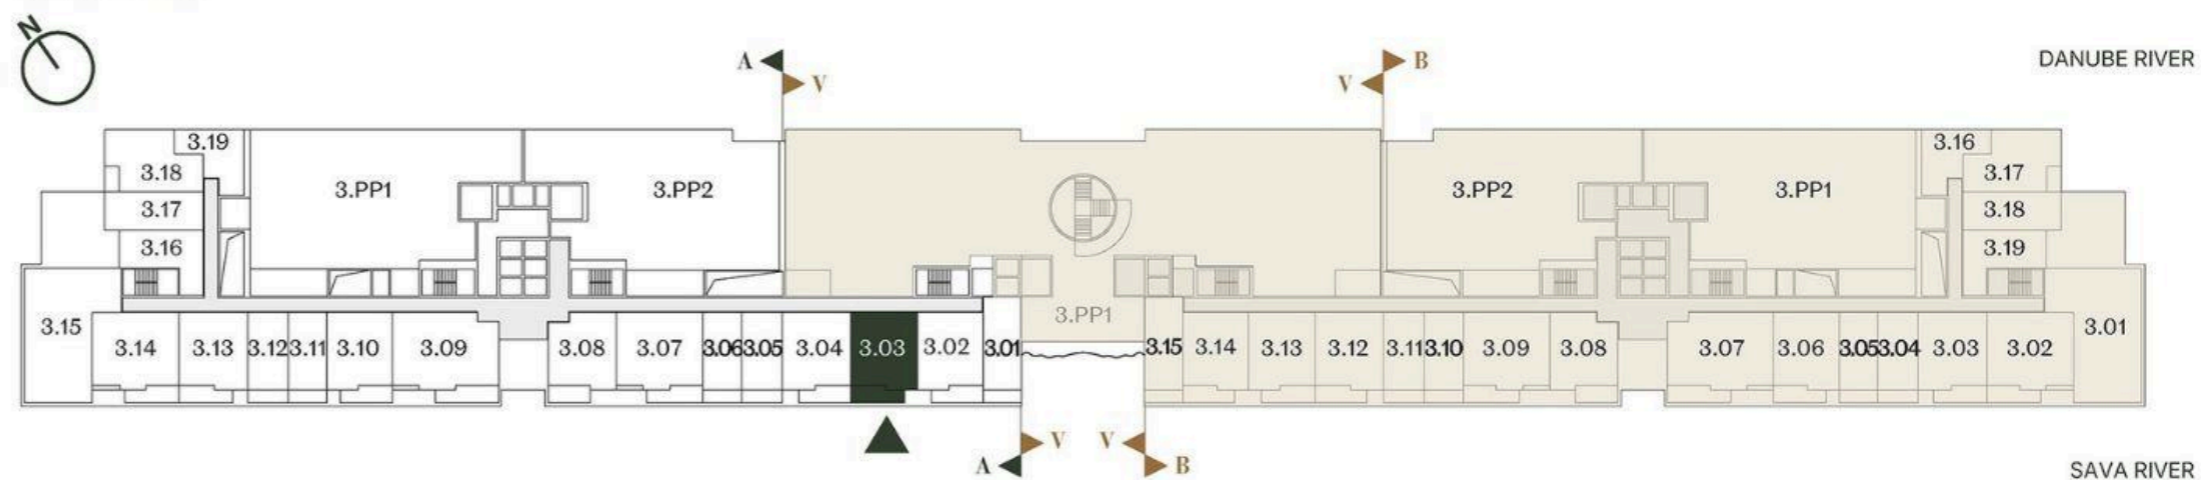 N
DANUBE RIVER
A V
V B
3.19
3.16
3.18
3.17
3.PP1
3.PP2
3.PP2
3.PP1
3.17
3.18
3.16
3.19
3.PP1
3.15
3.01
3.14 3.13 3.12 3.11 3.10 3.09 3.08 3.07 3.06 3.05 3.04 3.03 3.02 3.01
3.15 3.14 3.13 3.12 3.11 3.10 3.09 3.08 3.07 3.06 3.05 3.04 3.03 3.02
V V
A B
SAVA RIVER